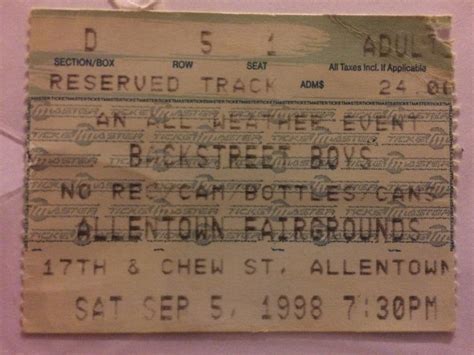 D 5 1 ADULT
SECTION/BOX ROW SEAT All Taxes Incl. if Applicable
RESERVED TRACK ADM$ 24.00
AN ALL WEATHER EVENT
BACKSTREET BOYS
NO REC/CAM/BOTTLES/CANS
ALLENTOWN FAIRGROUNDS
17TH & CHEW ST. ALLENTOWN
SAT SEP 5, 1998 7:30PM